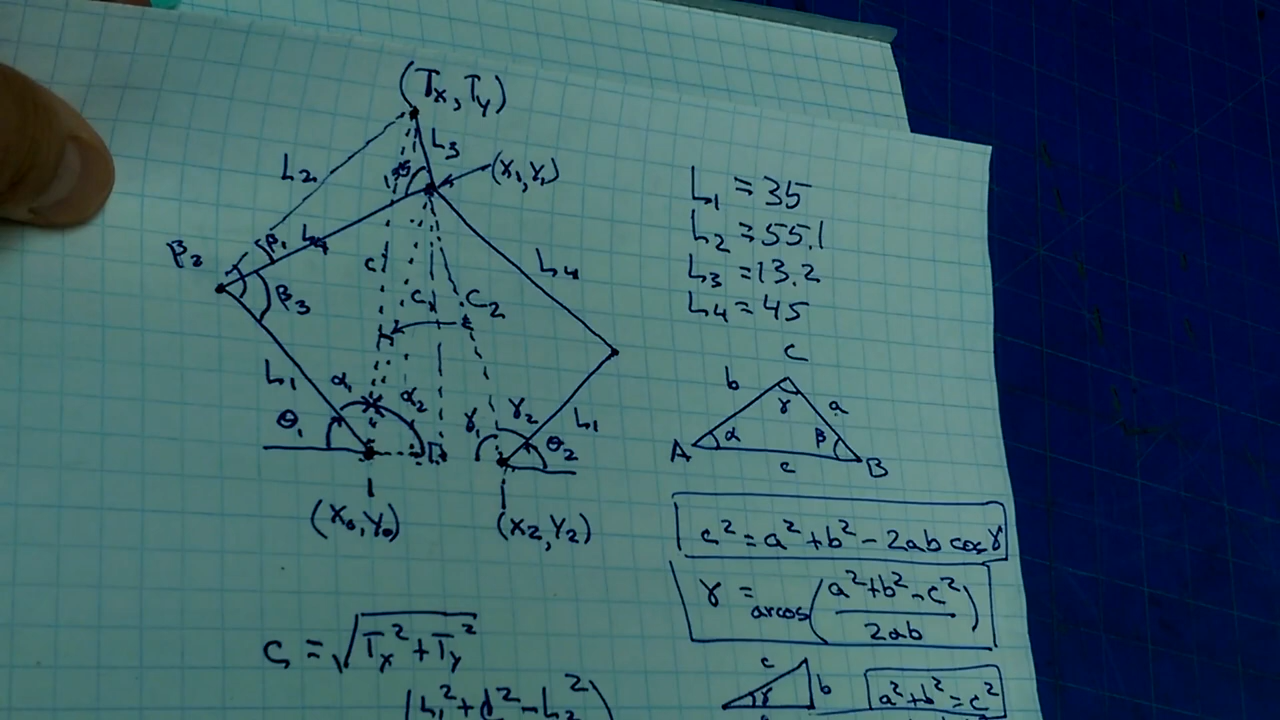 (Tx, Ty)
L3
(X1, Y1)
L2
β1 L4
β2
β3
L4
c
C1
C2
L1
α1
α2
θ1
γ1
γ2
L1
θ2
(X0, Y0)
(X2, Y2)
L1 = 35
L2 = 55.1
L3 = 13.2
L4 = 45
C
b
γ
a
A
α
β
B
c
c² = a² + b² - 2ab cos γ
γ = arcos( (a² + b² - c²) / 2ab )
c
b
γ
a² + b² = c²
c = √(Tx² + Ty²)